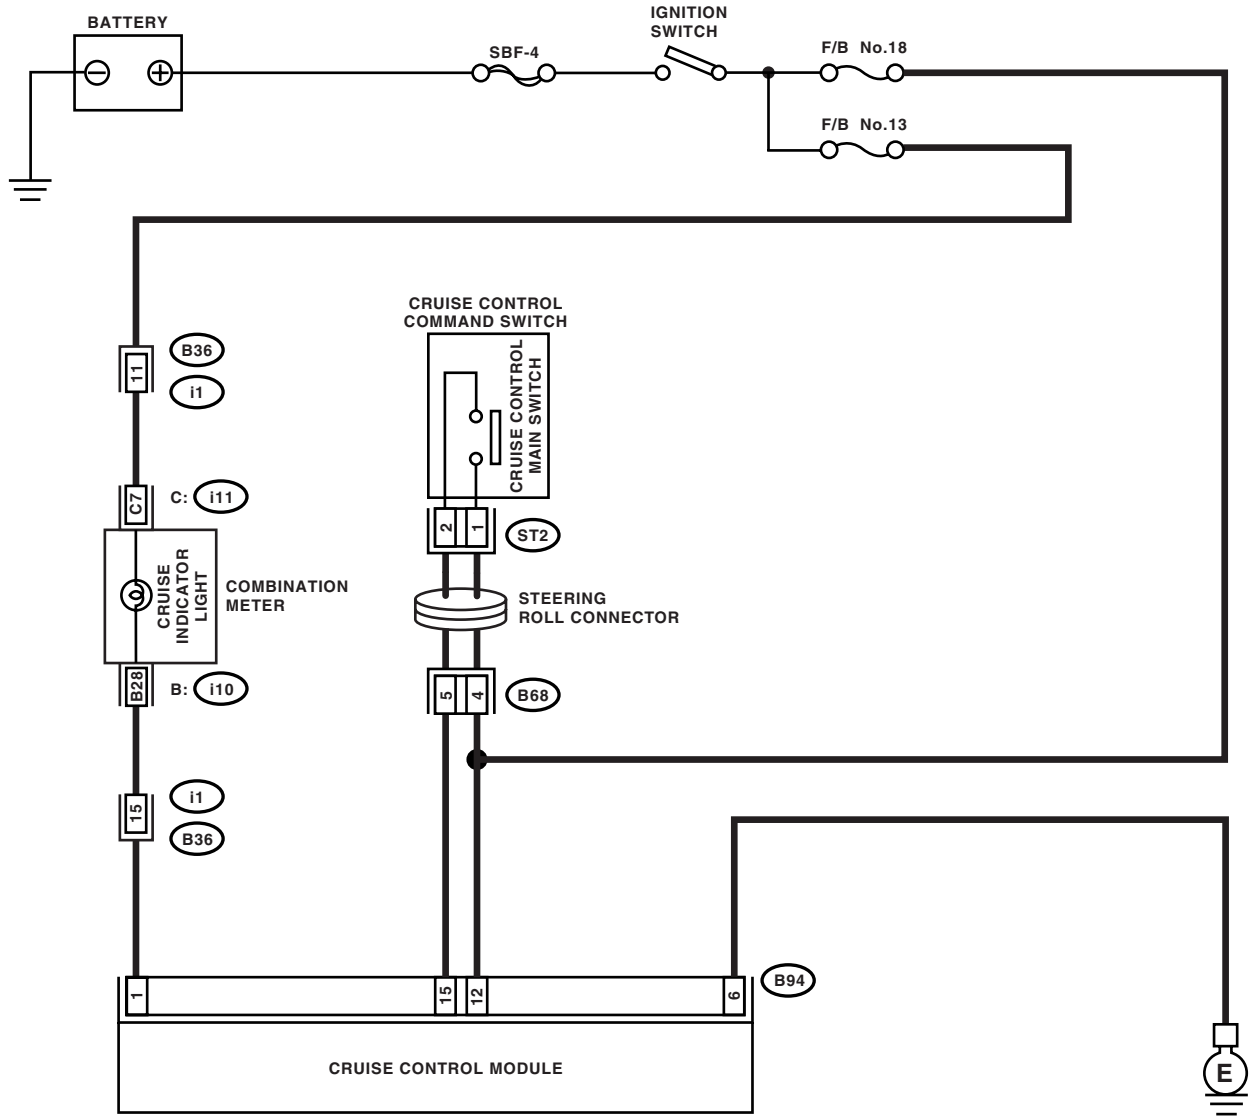 BATTERY
SBF-4
IGNITION
SWITCH
F/B No.18
F/B No.13
CRUISE CONTROL
COMMAND SWITCH
CRUISE CONTROL
MAIN SWITCH
11
B36
i1
C7
C: i11
2
1
ST2
CRUISE
INDICATOR
LIGHT
COMBINATION
METER
STEERING
ROLL CONNECTOR
B28
B: i10
5
4
B68
15
i1
B36
1
15
12
6
B94
CRUISE CONTROL MODULE
E